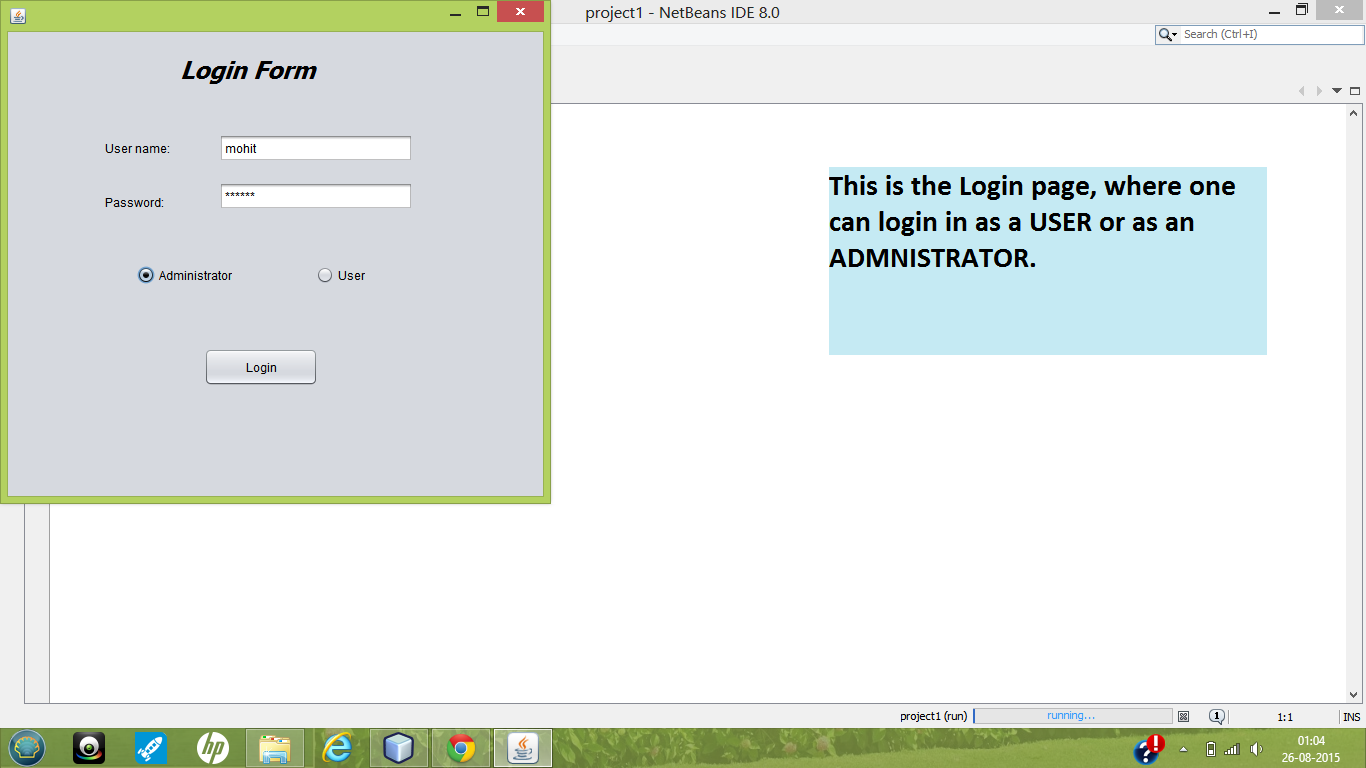 project1 - NetBeans IDE 8.0
Search (Ctrl+I)
Login Form
User name:
mohit
Password:
******
Administrator
User
Login
This is the Login page, where one
can login in as a USER or as an
ADMNISTRATOR.
project1 (run)
running...
1
1:1
INS
hp
01:04
26-08-2015